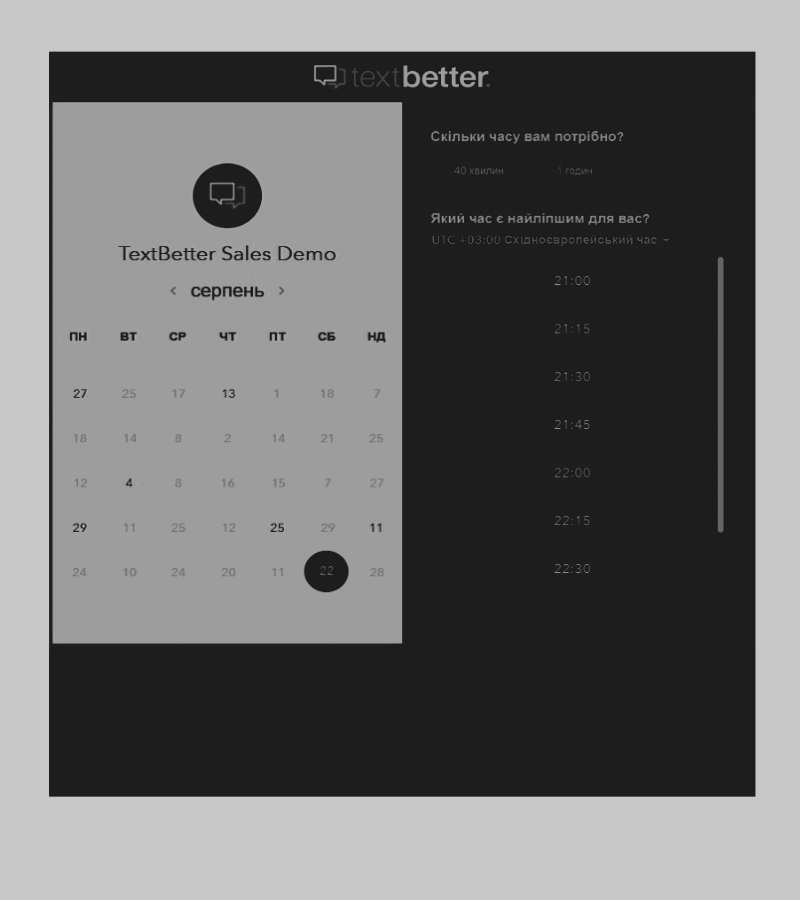 textbetter.
TextBetter Sales Demo
< серпень >
ПН ВТ СР ЧТ ПТ СБ НД
27 25 17 13 1 18 7
18 14 8 2 14 21 25
12 4 8 16 15 7 27
29 11 25 12 25 29 11
24 10 24 20 11 22 28
Скільки часу вам потрібно?
40 хвилин 1 годин
Який час є найліпшим для вас?
UTC +03:00 Східноєвропейський час
21:00
21:15
21:30
21:45
22:00
22:15
22:30